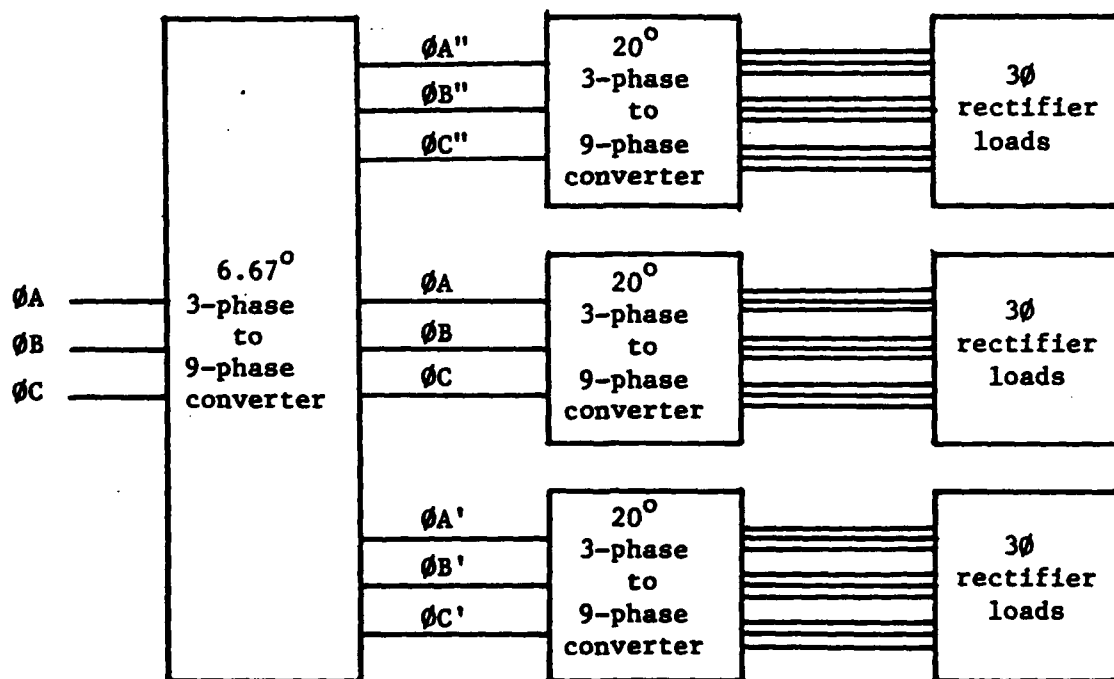 ØA
ØB
ØC
6.67°
3-phase
to
9-phase
converter
ØA"
ØB"
ØC"
20°
3-phase
to
9-phase
converter
3Ø
rectifier
loads
ØA
ØB
ØC
20°
3-phase
to
9-phase
converter
3Ø
rectifier
loads
ØA'
ØB'
ØC'
20°
3-phase
to
9-phase
converter
3Ø
rectifier
loads